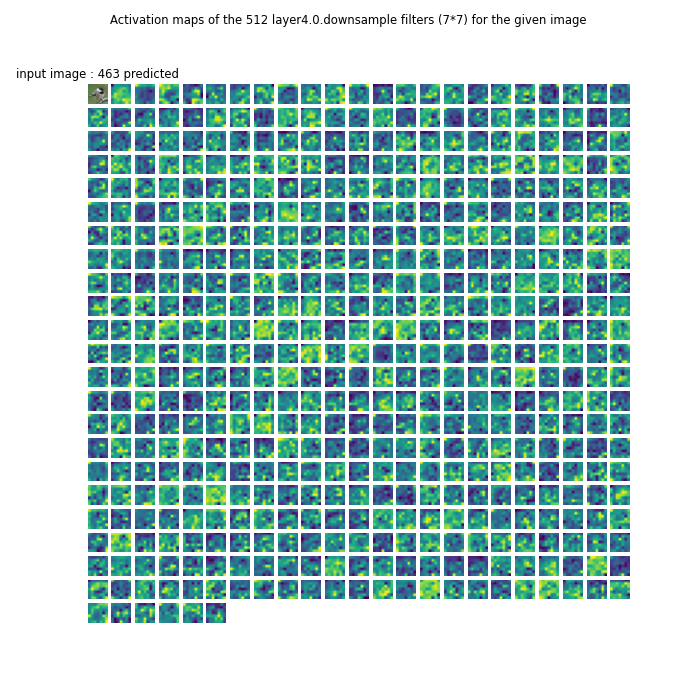 Activation maps of the 512 layer4.0.downsample filters (7*7) for the given image
input image : 463 predicted